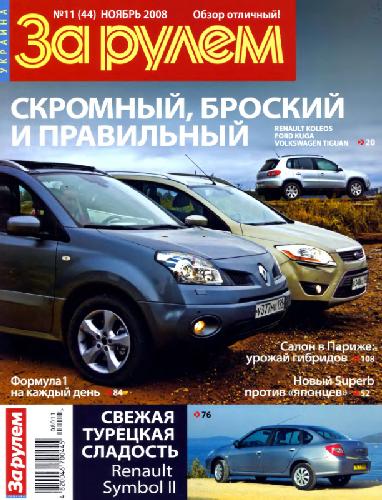 УКРАИНА
№11 (44) НОЯБРЬ 2008
Обзор отличный!
За рулем
СКРОМНЫЙ, БРОСКИЙ
И ПРАВИЛЬНЫЙ
RENAULT KOLEOS
FORD KUGA
VOLKSWAGEN TIGUAN
20
Салон в Париже:
урожай гибридов
108
Формула1
на каждый день
84
Новый Superb
против «японцев»
52
За рулем
СВЕЖАЯ
ТУРЕЦКАЯ
СЛАДОСТЬ
Renault
Symbol II
76